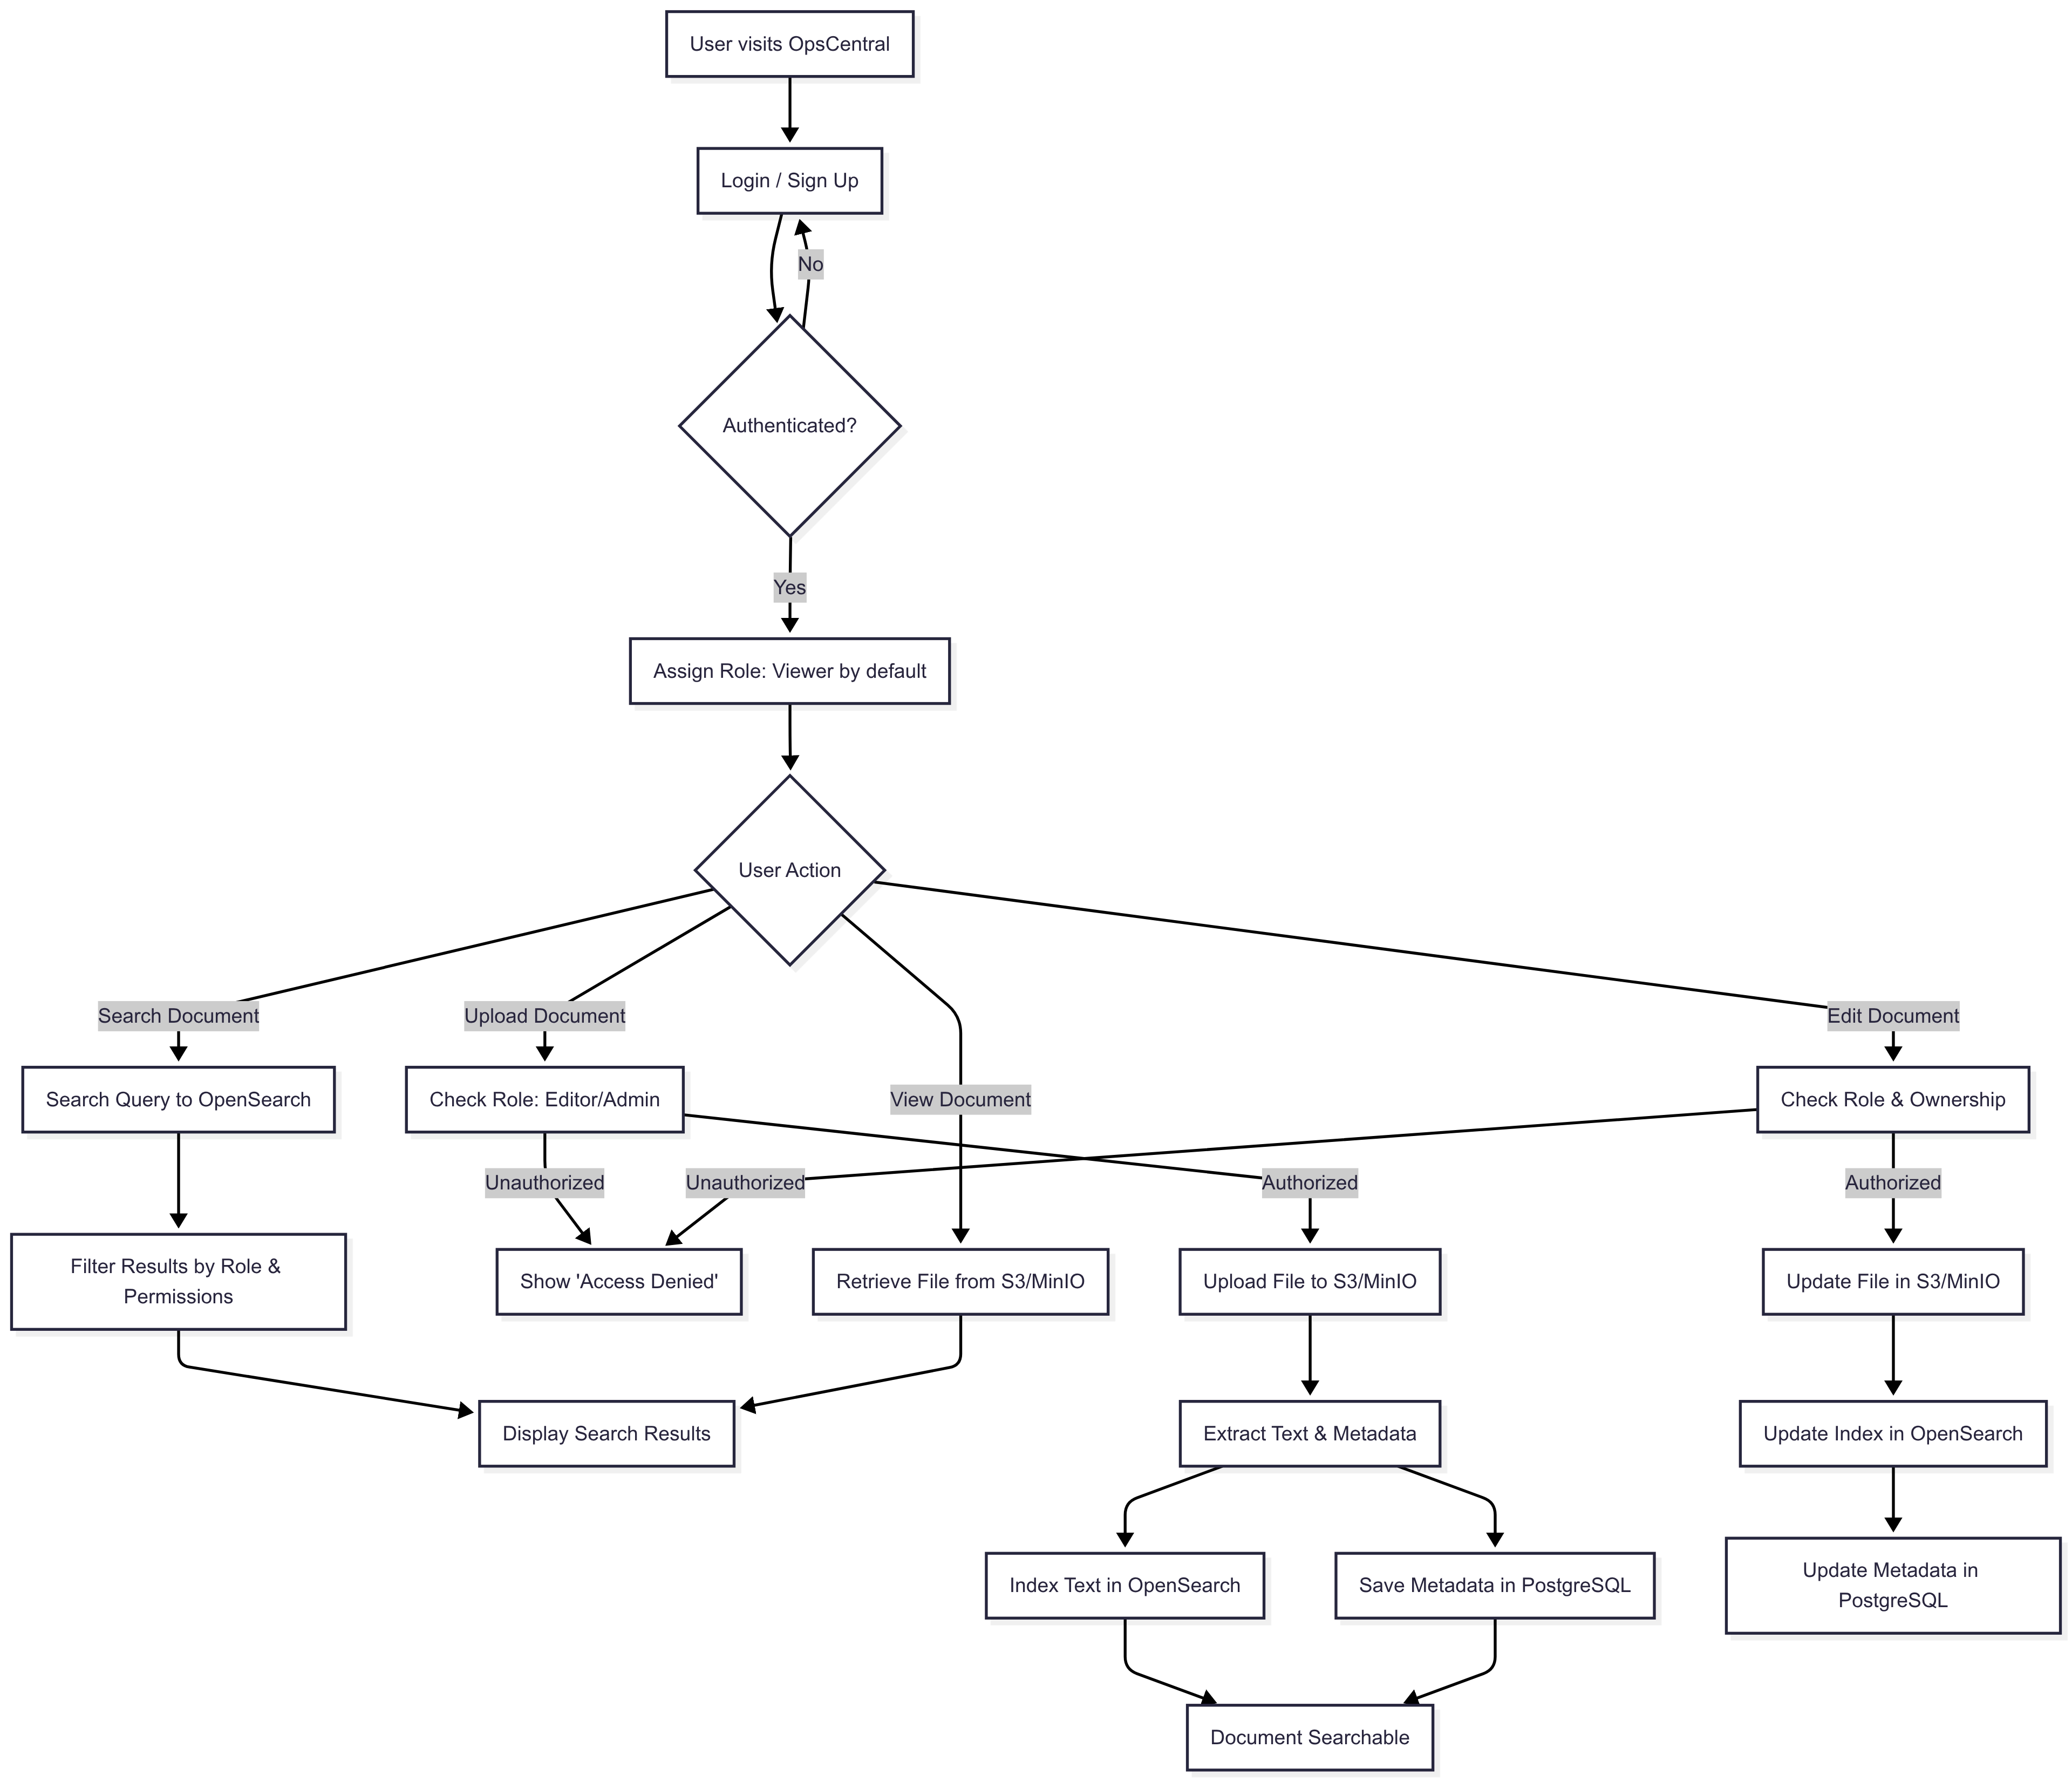 User visits OpsCentral
Login / Sign Up
No
Authenticated?
Yes
Assign Role: Viewer by default
User Action
Search Document
Upload Document
Edit Document
Search Query to OpenSearch
Check Role: Editor/Admin
View Document
Check Role & Ownership
Unauthorized
Unauthorized
Authorized
Authorized
Filter Results by Role &
Permissions
Show 'Access Denied'
Retrieve File from S3/MinIO
Upload File to S3/MinIO
Update File in S3/MinIO
Display Search Results
Extract Text & Metadata
Update Index in OpenSearch
Index Text in OpenSearch
Save Metadata in PostgreSQL
Update Metadata in
PostgreSQL
Document Searchable